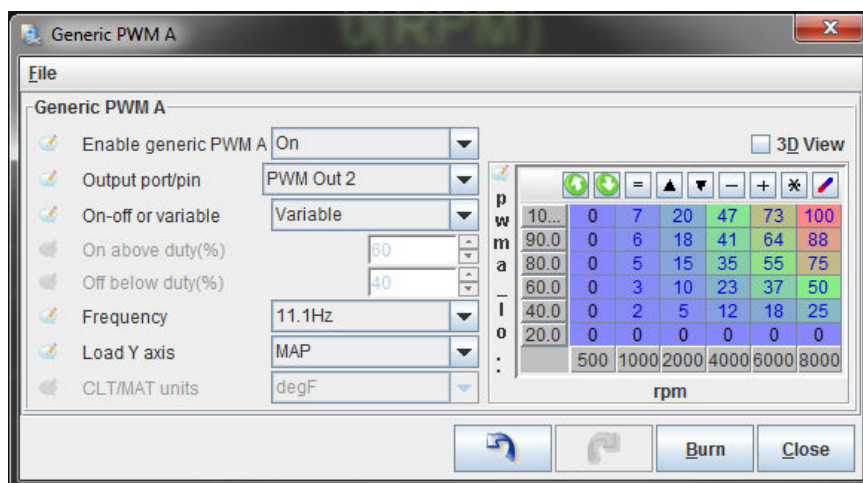 Generic PWM A
File
Generic PWM A
Enable generic PWM A On
3D View
Output port/pin PWM Out 2
On-off or variable Variable
On above duty(%) 60
Off below duty(%) 40
Frequency 11.1Hz
Load Y axis MAP
CLT/MAT units degF
pwma_lo:
= - + *
10... 0 7 20 47 73 100
90.0 0 6 18 41 64 88
80.0 0 5 15 35 55 75
60.0 0 3 10 23 37 50
40.0 0 2 5 12 18 25
20.0 0 0 0 0 0 0
500 1000 2000 4000 6000 8000
rpm
Burn Close